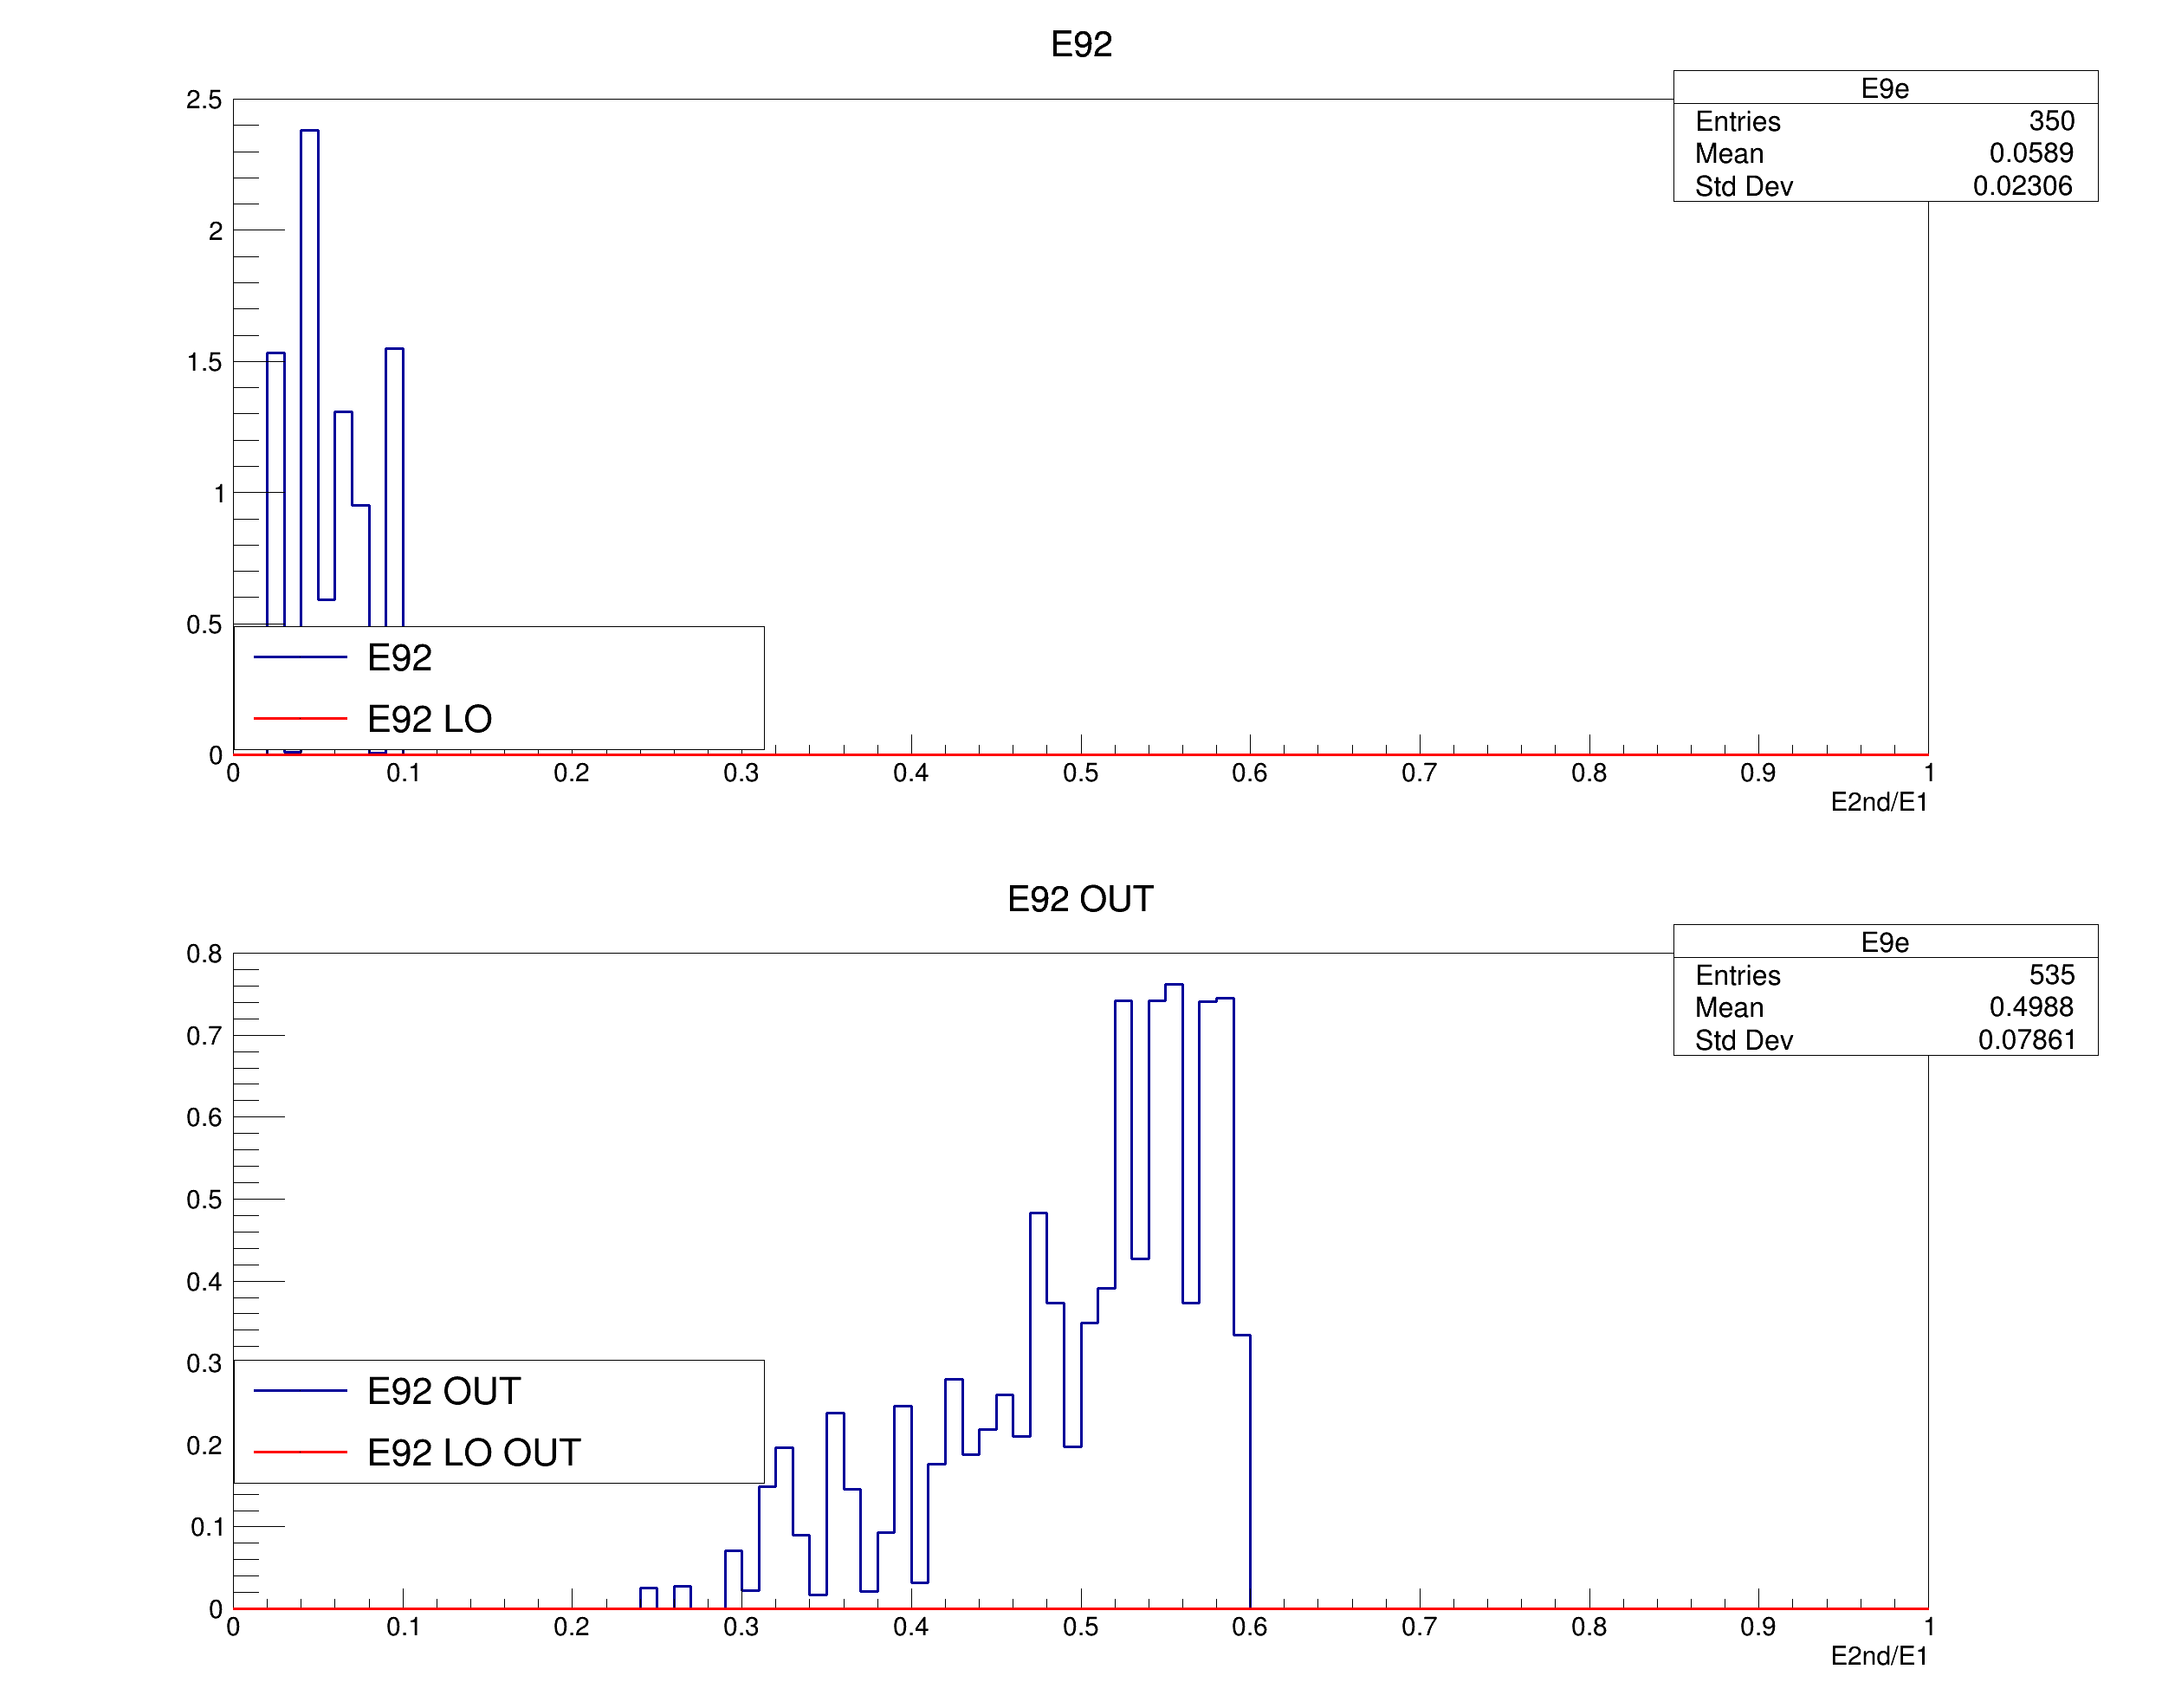 E92
E9e
Entries 350
Mean 0.0589
Std Dev 0.02306
2.5
2
1.5
1
0.5
0
E92
E92 LO
0 0.1 0.2 0.3 0.4 0.5 0.6 0.7 0.8 0.9 1
E2nd/E1
E92 OUT
E9e
Entries 535
Mean 0.4988
Std Dev 0.07861
0.8
0.7
0.6
0.5
0.4
0.3
0.2
0.1
0
E92 OUT
E92 LO OUT
0 0.1 0.2 0.3 0.4 0.5 0.6 0.7 0.8 0.9 1
E2nd/E1